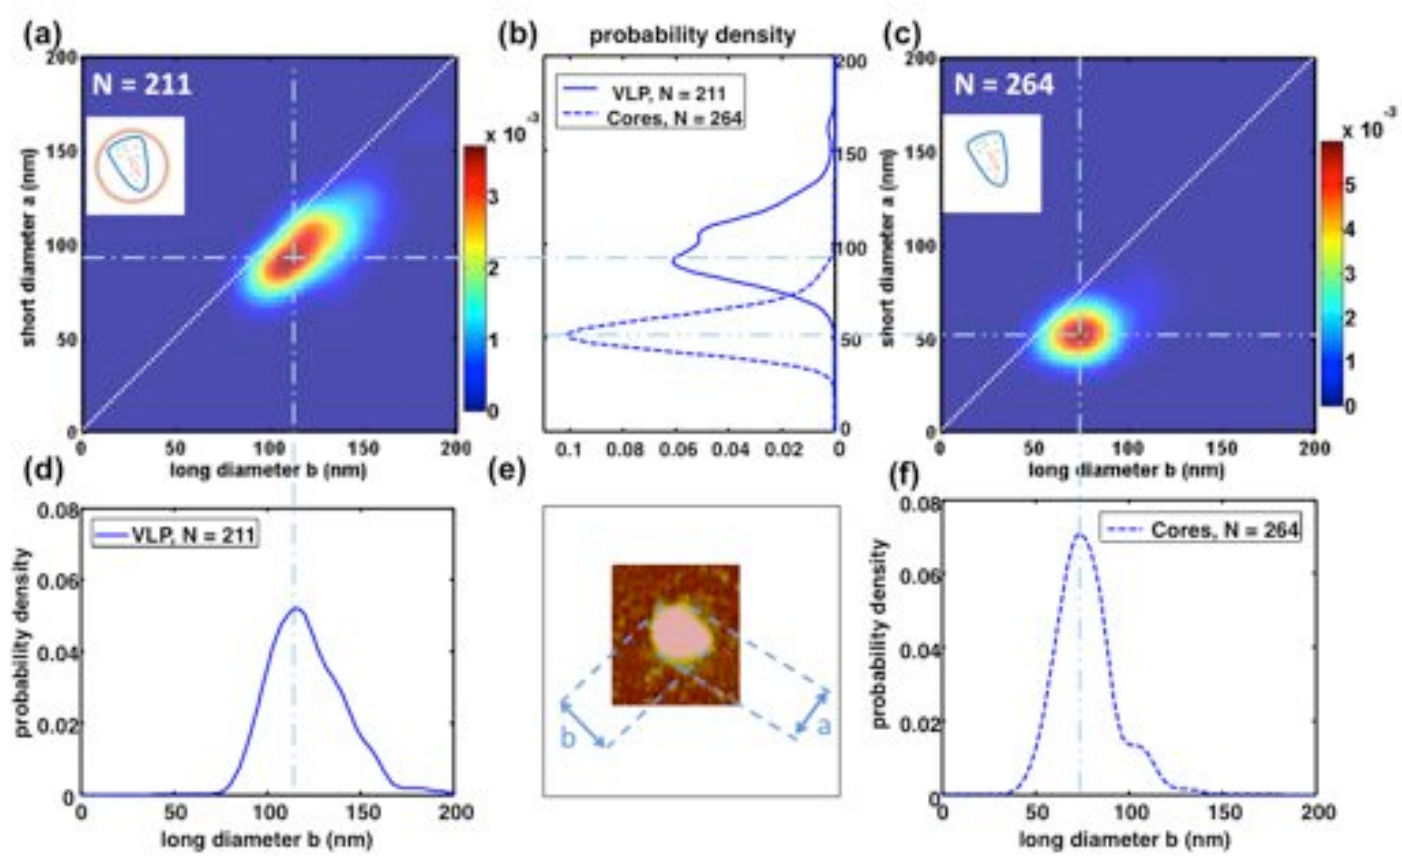 (a)
200
N = 211
150
100
50
0
short diameter a (nm)
0 50 100 150 200
long diameter b (nm)
x 10-3
3
2
1
0
(b)
probability density
VLP, N = 211
Cores, N = 264
200
150
100
50
0
0.1 0.08 0.06 0.04 0.02 0
(c)
200
N = 264
150
100
50
0
short diameter a (nm)
0 50 100 150 200
long diameter b (nm)
x 10-3
5
4
3
2
1
0
(d)
0.08
0.06
0.04
0.02
0
probability density
VLP, N = 211
0 50 100 150 200
long diameter b (nm)
(e)
b
a
(f)
0.08
0.06
0.04
0.02
0
probability density
Cores, N = 264
0 50 100 150 200
long diameter b (nm)